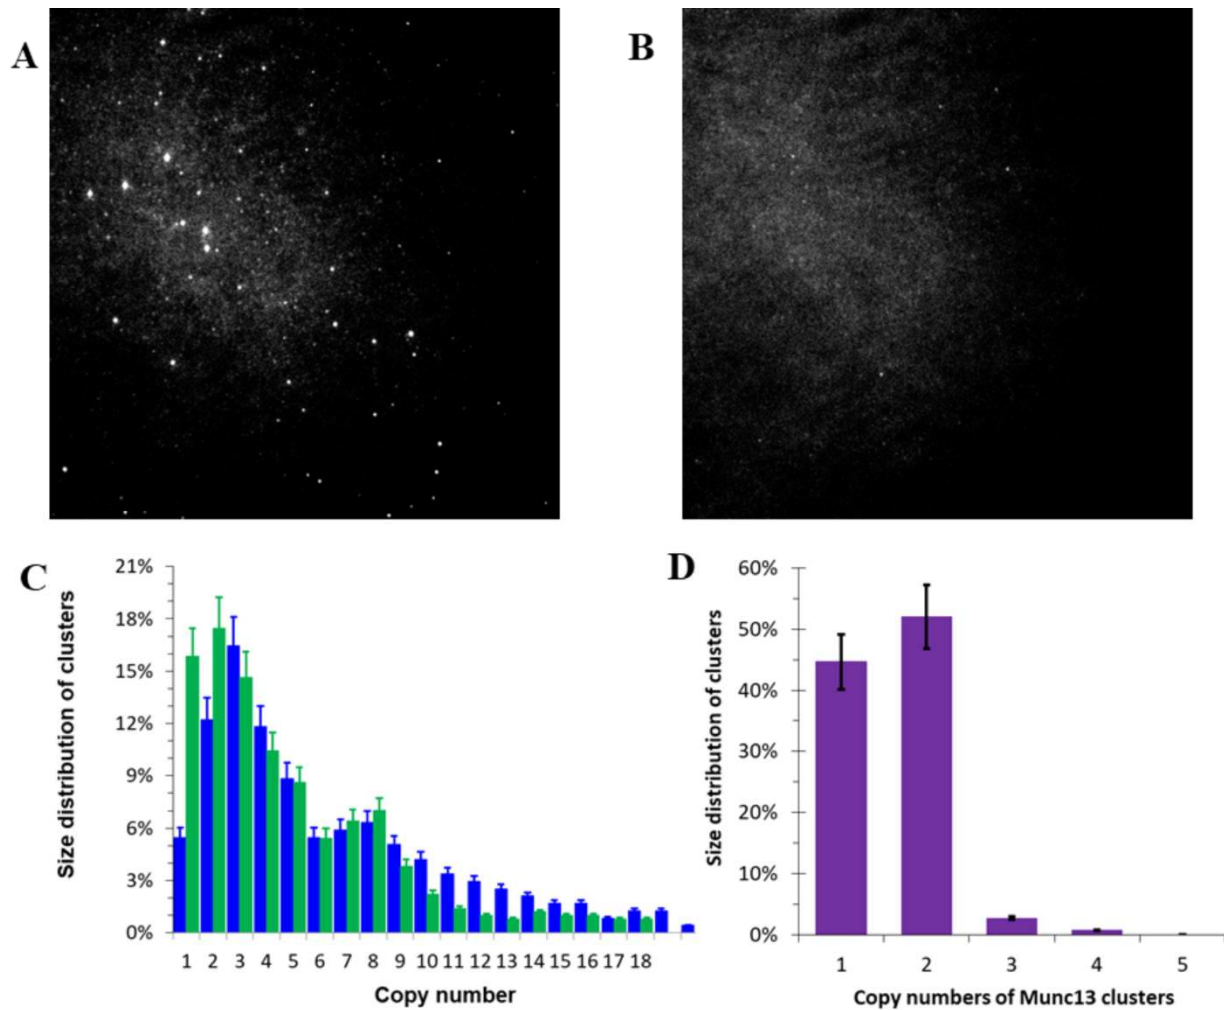 A
B
C
21%
18%
15%
12%
9%
6%
3%
0%
Size distribution of clusters
1 2 3 4 5 6 7 8 9 10 11 12 13 14 15 16 17 18
Copy number
D
60%
50%
40%
30%
20%
10%
0%
Size distribution of clusters
1 2 3 4 5
Copy numbers of Munc13 clusters